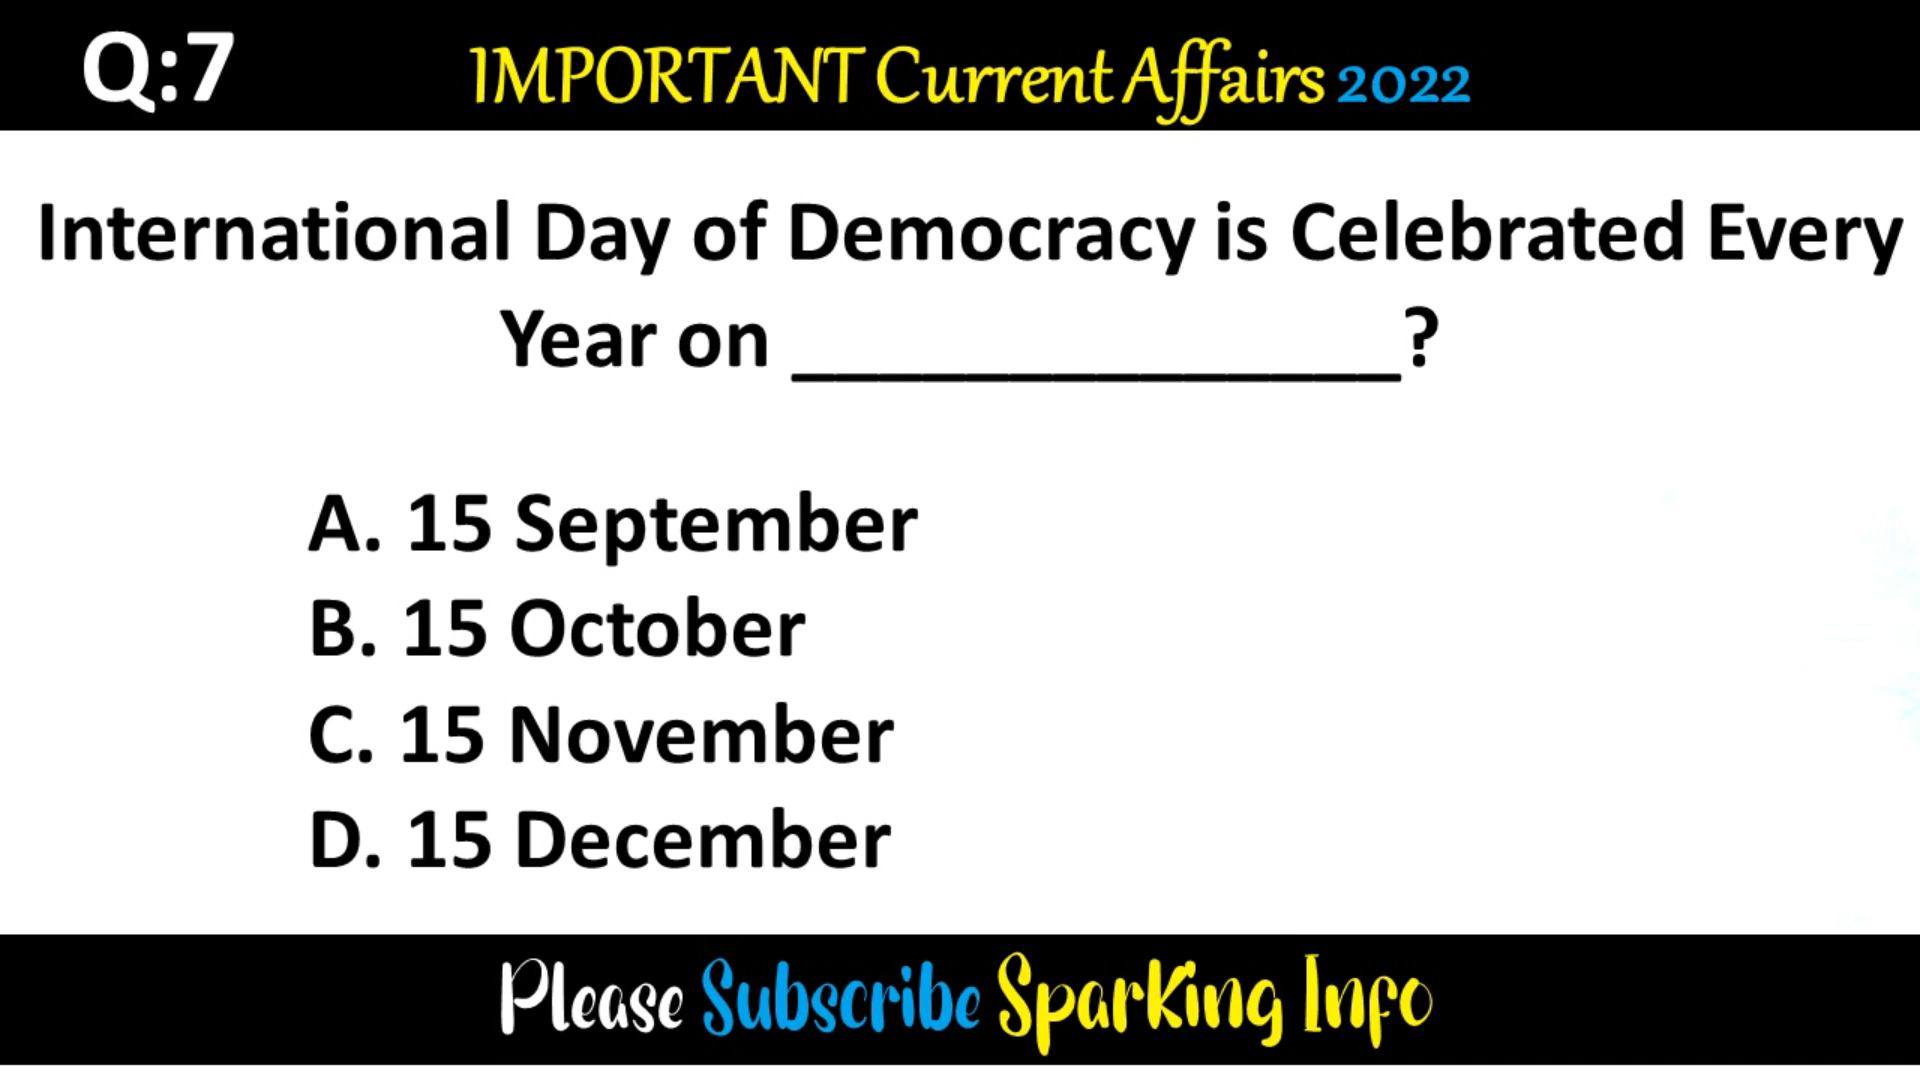 Q:7 IMPORTANT Current Affairs 2022
International Day of Democracy is Celebrated Every
Year on ______________?
A. 15 September
B. 15 October
C. 15 November
D. 15 December
Please Subscribe Sparking Info